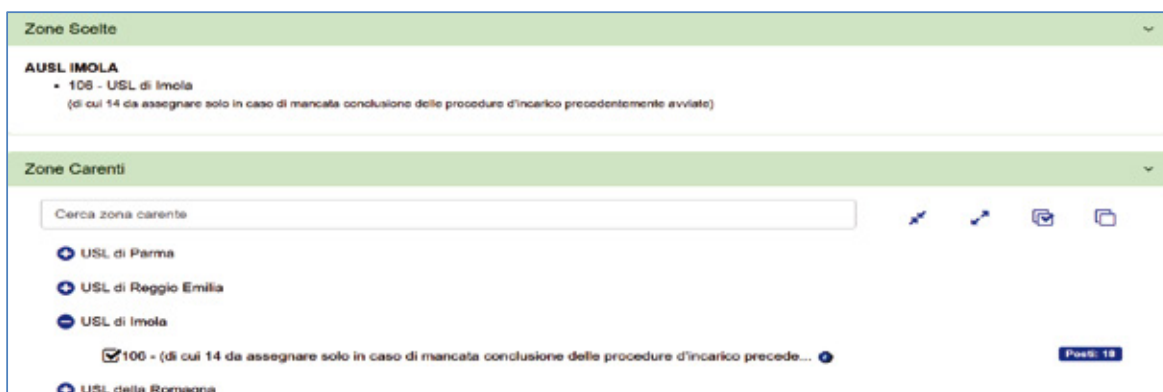 Zone Scelte
AUSL IMOLA
106 - USL di Imola
(di cui 14 da assegnare solo in caso di mancata conclusione delle procedure d'incarico precedentemente avviate)
Zone Carenti
Cerca zona carente
USL di Parma
USL di Reggio Emilia
USL di Imola
106 - (di cui 14 da assegnare solo in caso di mancata conclusione delle procedure d'incarico precede...
Posti: 18
USL della Romagna